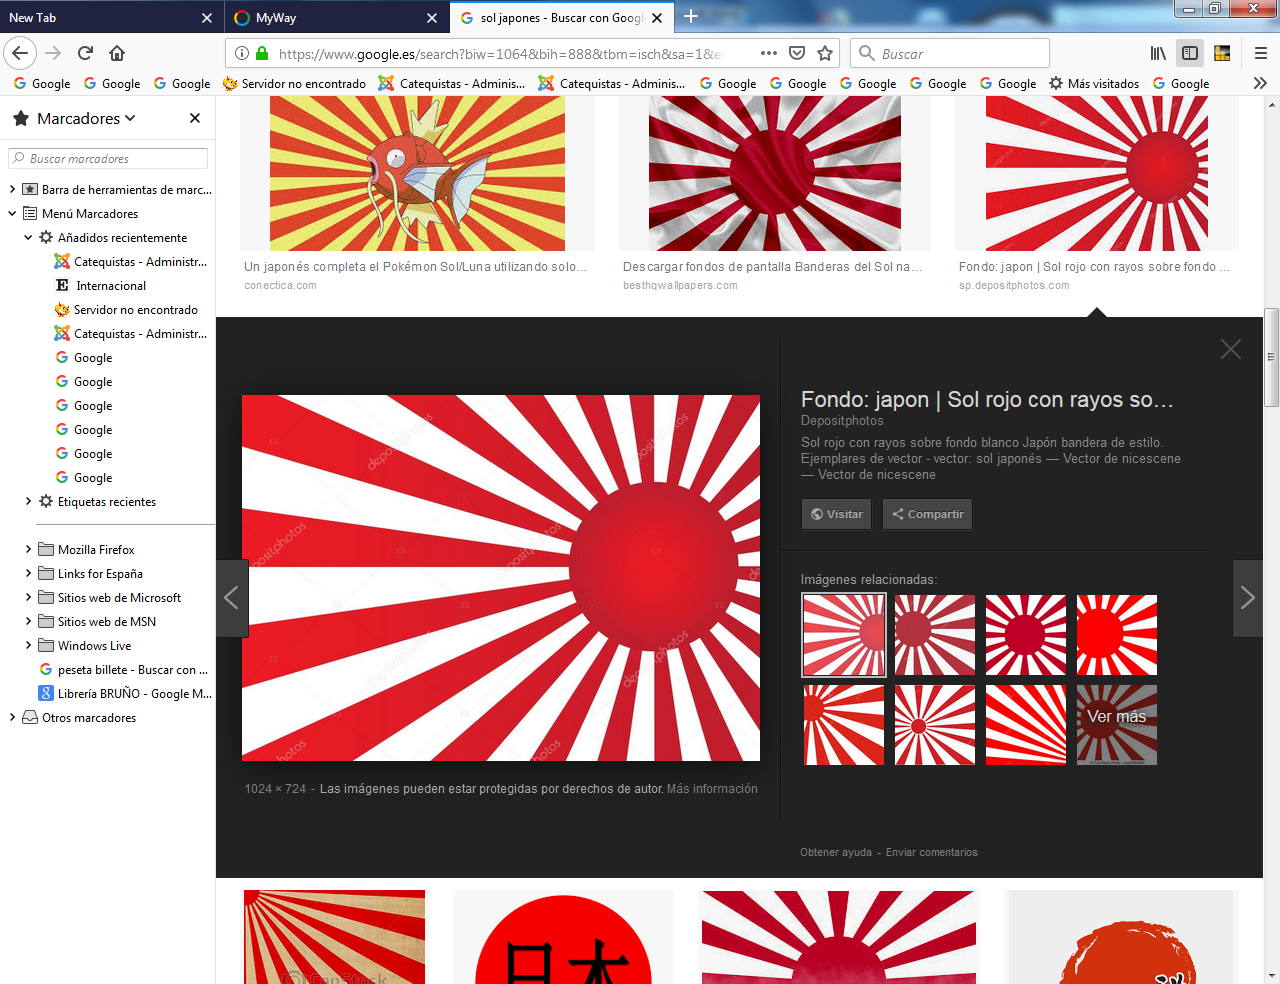 New Tab
MyWay
sol japones - Buscar con Googl
https://www.google.es/search?biw=1064&bih=888&tbm=isch&sa=1&e
Buscar
Google
Google
Google
Servidor no encontrado
Catequistas - Adminis...
Catequistas - Adminis...
Google
Google
Google
Google
Google
Más visitados
Google
Marcadores
Buscar marcadores
Barra de herramientas de marc...
Menú Marcadores
Añadidos recientemente
Catequistas - Administr...
Internacional
Servidor no encontrado
Catequistas - Administr...
Google
Google
Google
Google
Google
Google
Etiquetas recientes
Mozilla Firefox
Links for España
Sitios web de Microsoft
Sitios web de MSN
Windows Live
peseta billete - Buscar con ...
Librería BRUÑO - Google M...
Otros marcadores
Un japonés completa el Pokémon Sol/Luna utilizando solo...
conectica.com
Descargar fondos de pantalla Banderas del Sol na...
besthqwallpapers.com
Fondo: japon | Sol rojo con rayos sobre fondo ...
sp.depositphotos.com
depositphotos
depositphotos
depositphotos
depositphotos
Fondo: japon | Sol rojo con rayos so...
Depositphotos
Sol rojo con rayos sobre fondo blanco Japón bandera de estilo.
Ejemplares de vector - vector: sol japonés — Vector de nicescene
— Vector de nicescene
Visitar
Compartir
Imágenes relacionadas:
Ver más
1024 × 724 - Las imágenes pueden estar protegidas por derechos de autor. Más información
Obtener ayuda - Enviar comentarios
CanStock
日本